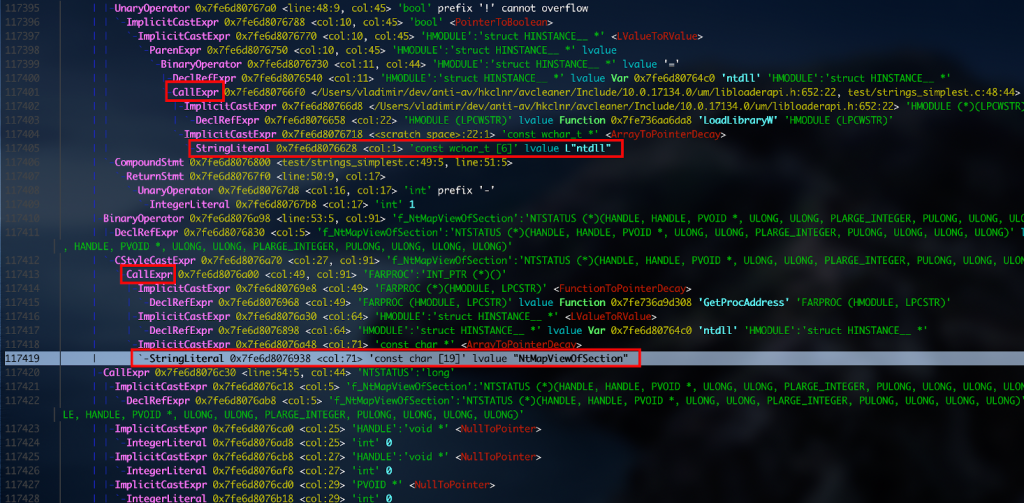 117395 UnaryOperator 0x7fe6d80767a0 <line:48:9, col:45> 'bool' prefix '!' cannot overflow
117396 ImplicitCastExpr 0x7fe6d8076788 <col:10, col:45> 'bool' <PointerToBoolean>
117397 ImplicitCastExpr 0x7fe6d8076770 <col:10, col:45> 'HMODULE':'struct HINSTANCE__ *' <LValueToRValue>
117398 ParenExpr 0x7fe6d8076750 <col:10, col:45> 'HMODULE':'struct HINSTANCE__ *' lvalue
117399 BinaryOperator 0x7fe6d8076730 <col:11, col:44> 'HMODULE':'struct HINSTANCE__ *' lvalue '='
117400 DeclRefExpr 0x7fe6d8076540 <col:11> 'HMODULE':'struct HINSTANCE__ *' lvalue Var 0x7fe6d80764c0 'ntdll' 'HMODULE':'struct HINSTANCE__ *'
117401 CallExpr 0x7fe6d80766f0 </Users/vladimir/dev/anti-av/hkclnr/avcleaner/Include/10.0.17134.0/um/libloaderapi.h:652:22, test/strings_simplest.c:48:44>
117402 ImplicitCastExpr 0x7fe6d80766d8 </Users/vladimir/dev/anti-av/hkclnr/avcleaner/Include/10.0.17134.0/um/libloaderapi.h:652:22> 'HMODULE (*)(LPCWSTR)
117403 DeclRefExpr 0x7fe6d8076658 <col:22> 'HMODULE (LPCWSTR)' lvalue Function 0x7fe736aa6da8 'LoadLibraryW' 'HMODULE (LPCWSTR)'
117404 ImplicitCastExpr 0x7fe6d8076718 <<scratch space>:22:1> 'const wchar_t *' <ArrayToPointerDecay>
117405 StringLiteral 0x7fe6d8076628 <col:1> 'const wchar_t [6]' lvalue L"ntdll"
CompoundStmt 0x7fe6d8076800 <test/strings_simplest.c:49:5, line:51:5>
117407 ReturnStmt 0x7fe6d80767f0 <line:50:9, col:17>
117408 UnaryOperator 0x7fe6d80767d8 <col:16, col:17> 'int' prefix '-'
117409 IntegerLiteral 0x7fe6d80767b8 <col:17> 'int' 1
117410 BinaryOperator 0x7fe6d8076a98 <line:53:5, col:91> 'f_NtMapViewOfSection':'NTSTATUS (*)(HANDLE, HANDLE, PVOID *, ULONG, ULONG, PLARGE_INTEGER, PULONG, ULONG, ULONG, ULO
117411 DeclRefExpr 0x7fe6d8076830 <col:5> 'f_NtMapViewOfSection':'NTSTATUS (*)(HANDLE, HANDLE, PVOID *, ULONG, ULONG, PLARGE_INTEGER, PULONG, ULONG, ULONG, ULONG)' l
, HANDLE, PVOID *, ULONG, ULONG, PLARGE_INTEGER, PULONG, ULONG, ULONG, ULONG)'
117412 CStyleCastExpr 0x7fe6d8076a70 <col:27, col:91> 'f_NtMapViewOfSection':'NTSTATUS (*)(HANDLE, HANDLE, PVOID *, ULONG, ULONG, PLARGE_INTEGER, PULONG, ULONG, ULONG,
117413 CallExpr 0x7fe6d8076a00 <col:49, col:91> 'FARPROC':'INT_PTR (*)()'
117414 ImplicitCastExpr 0x7fe6d80769e8 <col:49> 'FARPROC (*)(HMODULE, LPCSTR)' <FunctionToPointerDecay>
117415 DeclRefExpr 0x7fe6d8076968 <col:49> 'FARPROC (HMODULE, LPCSTR)' lvalue Function 0x7fe736a9d308 'GetProcAddress' 'FARPROC (HMODULE, LPCSTR)'
117416 ImplicitCastExpr 0x7fe6d8076a30 <col:64> 'HMODULE':'struct HINSTANCE__ *' <LValueToRValue>
117417 DeclRefExpr 0x7fe6d8076898 <col:64> 'HMODULE':'struct HINSTANCE__ *' lvalue Var 0x7fe6d80764c0 'ntdll' 'HMODULE':'struct HINSTANCE__ *'
117418 ImplicitCastExpr 0x7fe6d8076a48 <col:71> 'const char *' <ArrayToPointerDecay>
117419 `-StringLiteral 0x7fe6d8076938 <col:71> 'const char [19]' lvalue "NtMapViewOfSection"
117420 CallExpr 0x7fe6d8076c30 <line:54:5, col:44> 'NTSTATUS':'long'
117421 ImplicitCastExpr 0x7fe6d8076c18 <col:5> 'f_NtMapViewOfSection':'NTSTATUS (*)(HANDLE, HANDLE, PVOID *, ULONG, ULONG, PLARGE_INTEGER, PULONG, ULONG, ULONG, ULONG)
117422 DeclRefExpr 0x7fe6d8076ab8 <col:5> 'f_NtMapViewOfSection':'NTSTATUS (*)(HANDLE, HANDLE, PVOID *, ULONG, ULONG, PLARGE_INTEGER, PULONG, ULONG, ULONG, ULONG)'
LE, HANDLE, PVOID *, ULONG, ULONG, PLARGE_INTEGER, PULONG, ULONG, ULONG, ULONG)'
117423 ImplicitCastExpr 0x7fe6d8076ca0 <col:25> 'HANDLE':'void *' <NullToPointer>
117424 IntegerLiteral 0x7fe6d8076ad8 <col:25> 'int' 0
117425 ImplicitCastExpr 0x7fe6d8076cb8 <col:27> 'HANDLE':'void *' <NullToPointer>
117426 IntegerLiteral 0x7fe6d8076af8 <col:27> 'int' 0
117427 ImplicitCastExpr 0x7fe6d8076cd0 <col:29> 'PVOID *' <NullToPointer>
IntegerLiteral 0x7fe6d8076b18 <col:29> 'int' 0